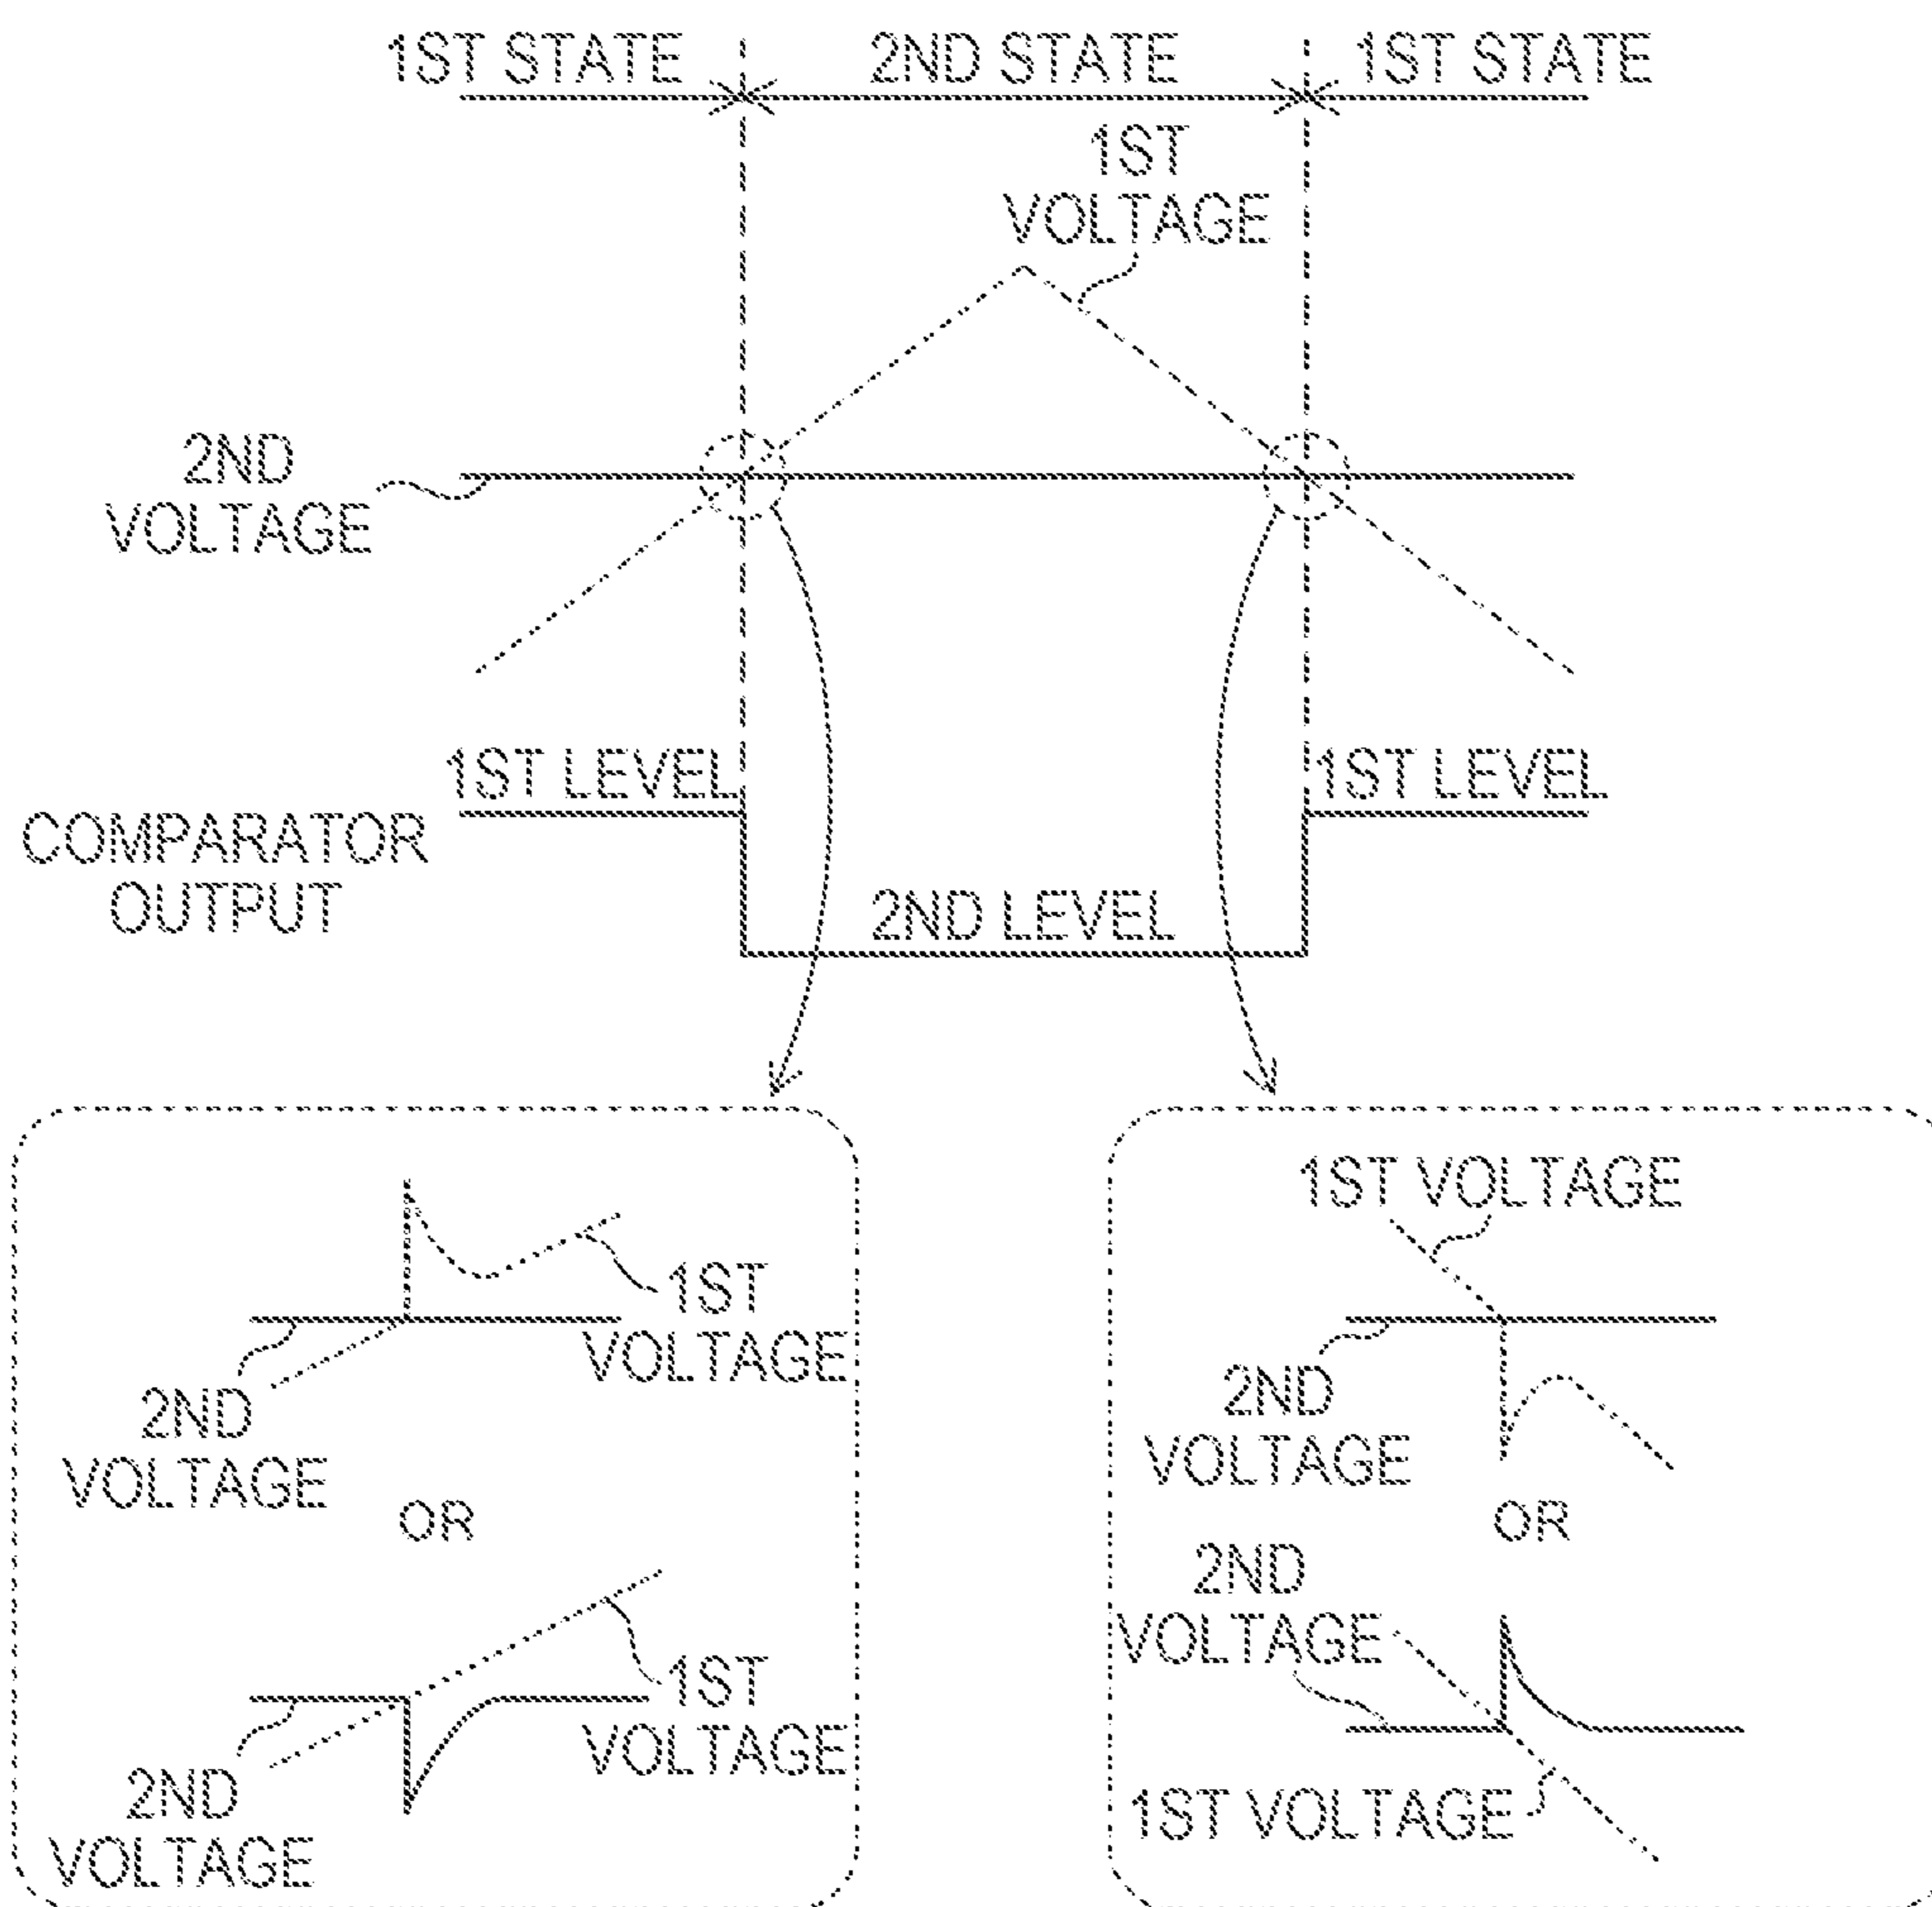 1ST STATE
2ND STATE
1ST STATE
1ST
VOLTAGE
2ND
VOLTAGE
1ST LEVEL
1ST LEVEL
COMPARATOR
OUTPUT
2ND LEVEL
1ST
VOLTAGE
2ND
VOLTAGE
OR
1ST
VOLTAGE
2ND
VOLTAGE
1ST VOLTAGE
2ND
VOLTAGE
OR
2ND
VOLTAGE
1ST VOLTAGE